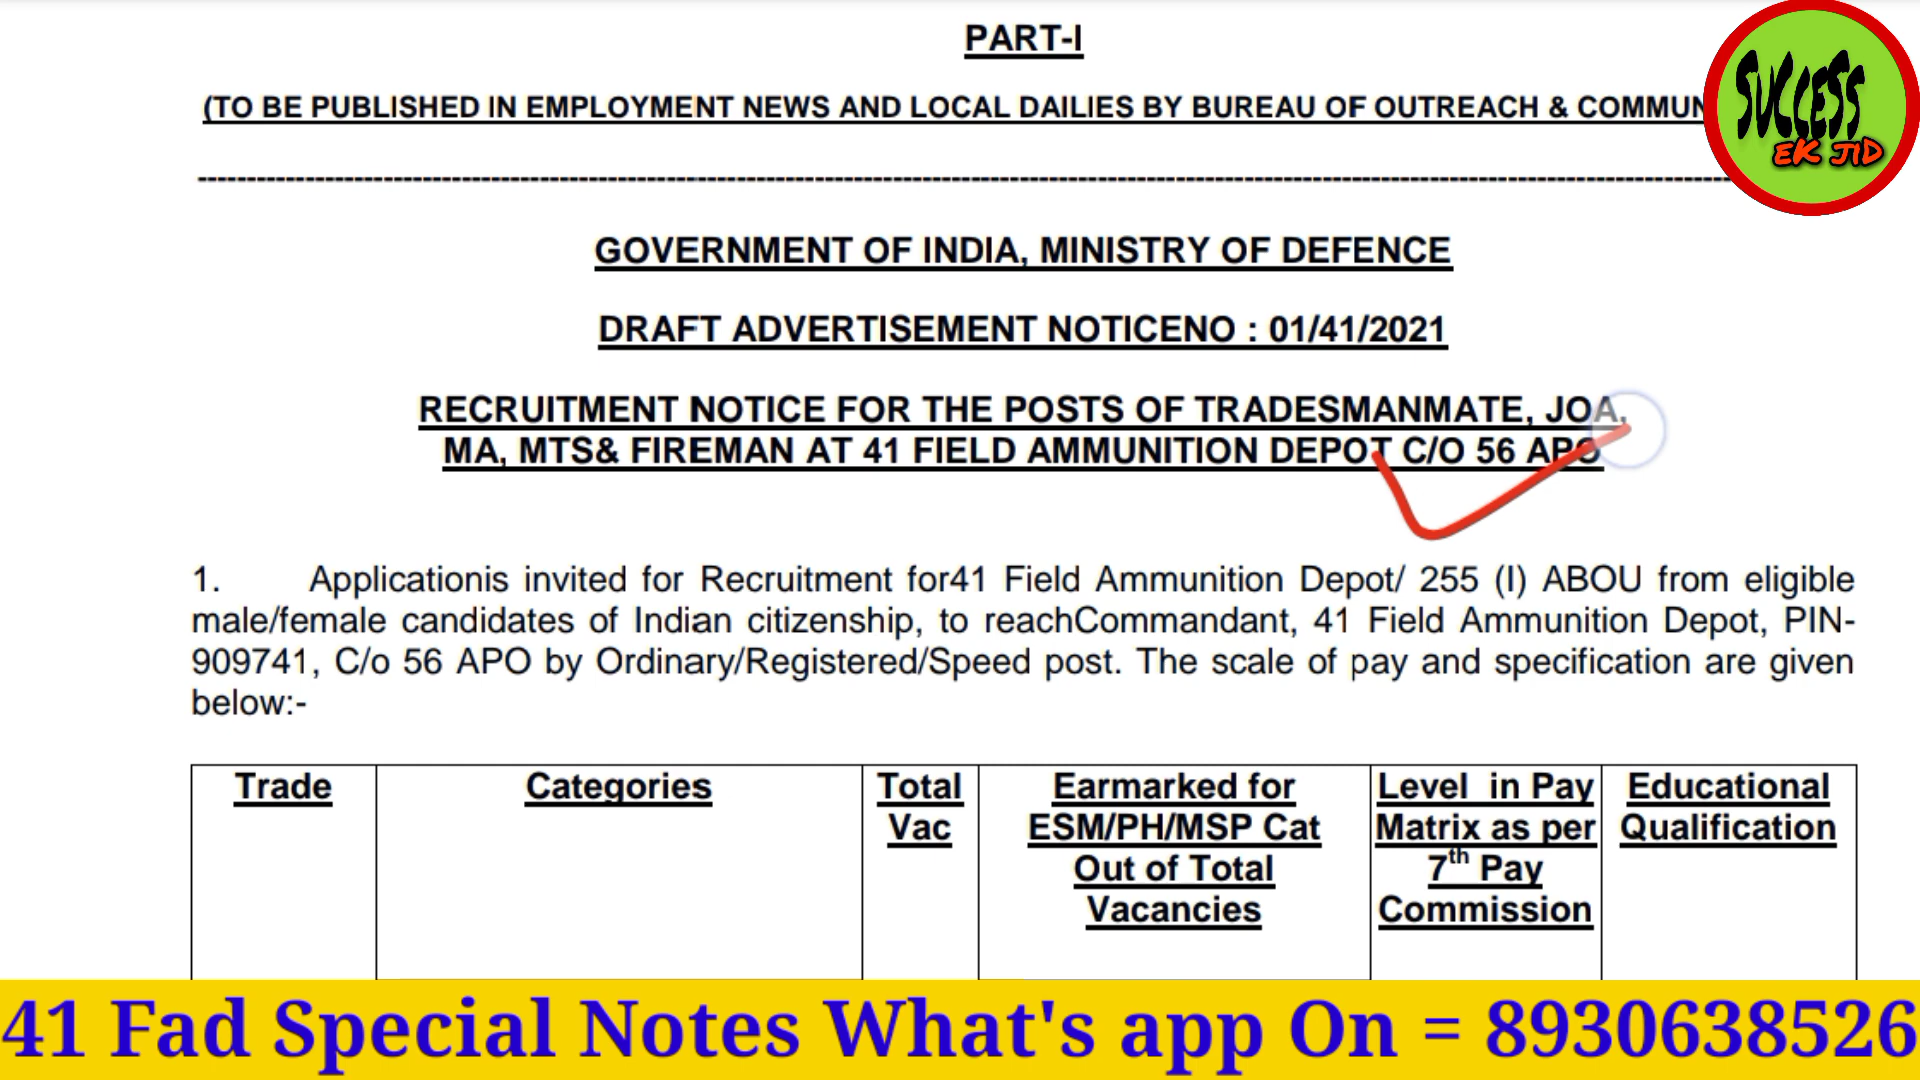 PART-I
(TO BE PUBLISHED IN EMPLOYMENT NEWS AND LOCAL DAILIES BY BUREAU OF OUTREACH & COMMUN
SUCCESS
EK JID
GOVERNMENT OF INDIA, MINISTRY OF DEFENCE
DRAFT ADVERTISEMENT NOTICENO : 01/41/2021
RECRUITMENT NOTICE FOR THE POSTS OF TRADESMANMATE, JOA,
MA, MTS& FIREMAN AT 41 FIELD AMMUNITION DEPOT C/O 56 APO
1. Applicationis invited for Recruitment for41 Field Ammunition Depot/ 255 (I) ABOU from eligible
male/female candidates of Indian citizenship, to reachCommandant, 41 Field Ammunition Depot, PIN-
909741, C/o 56 APO by Ordinary/Registered/Speed post. The scale of pay and specification are given
below:-
Trade
Categories
Total
Vac
Earmarked for
ESM/PH/MSP Cat
Out of Total
Vacancies
Level in Pay
Matrix as per
7th Pay
Commission
Educational
Qualification
41 Fad Special Notes What's app On = 8930638526